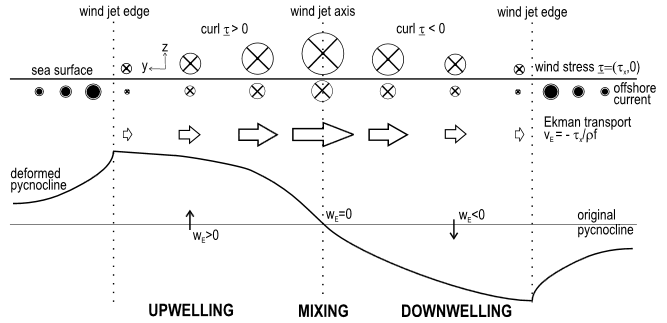 wind jet edge
wind jet axis
wind jet edge
curl τ > 0
curl τ < 0
z
y
sea surface
wind stress τ=(τx,0)
offshore
current
Ekman transport
vE = - τx/ρf
deformed
pycnocline
wE>0
wE=0
wE<0
original
pycnocline
UPWELLING
MIXING
DOWNWELLING